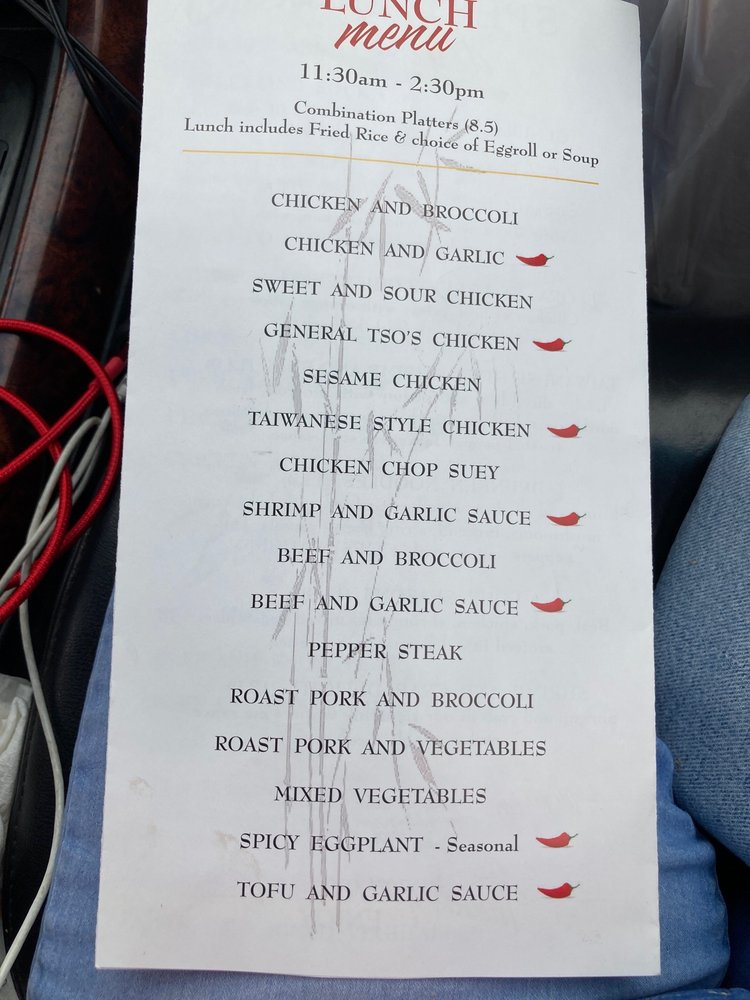 LUNCH
menu
11:30am - 2:30pm
Combination Platters (8.5)
Lunch includes Fried Rice & choice of Eggroll or Soup
CHICKEN AND BROCCOLI
CHICKEN AND GARLIC
SWEET AND SOUR CHICKEN
GENERAL TSO'S CHICKEN
SESAME CHICKEN
TAIWANESE STYLE CHICKEN
CHICKEN CHOP SUEY
SHRIMP AND GARLIC SAUCE
BEEF AND BROCCOLI
BEEF AND GARLIC SAUCE
PEPPER STEAK
ROAST PORK AND BROCCOLI
ROAST PORK AND VEGETABLES
MIXED VEGETABLES
SPICY EGGPLANT - Seasonal
TOFU AND GARLIC SAUCE